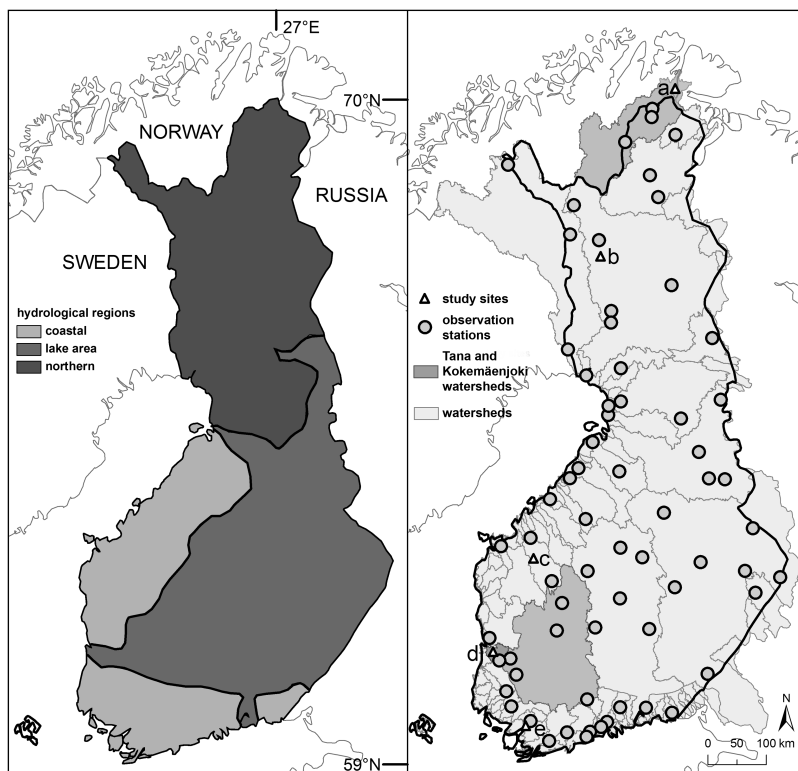 27°E
70°N
NORWAY
RUSSIA
SWEDEN
hydrological regions
coastal
lake area
northern
59°N
a
b
study sites
observation
stations
Tana and
Kokemäenjoki
watersheds
watersheds
c
d
e
N
0 50 100 km